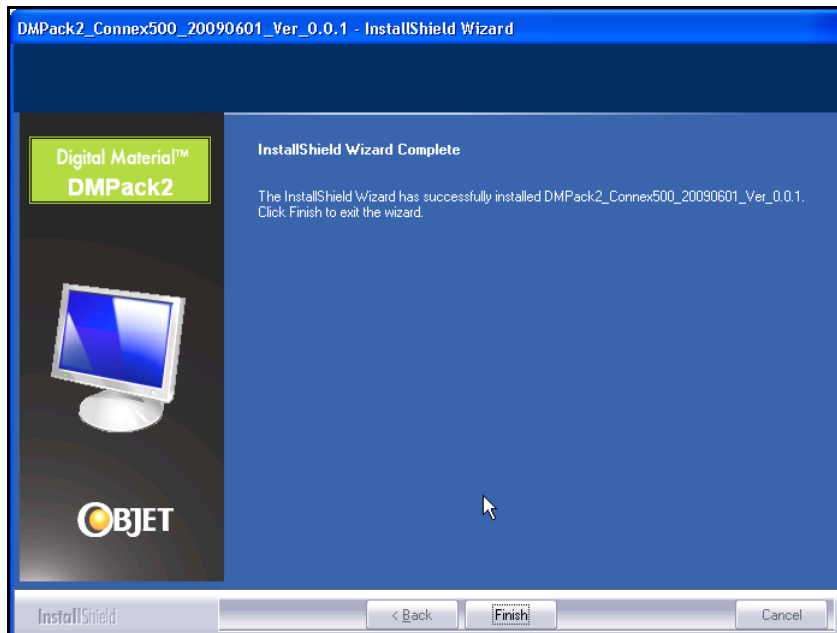 DMPack2_Connex500_20090601_Ver_0.0.1 - InstallShield Wizard
Digital Material™
DMPack2
InstallShield Wizard Complete
The InstallShield Wizard has successfully installed DMPack2_Connex500_20090601_Ver_0.0.1.
Click Finish to exit the wizard.
OBJET
InstallShield
< Back
Finish
Cancel